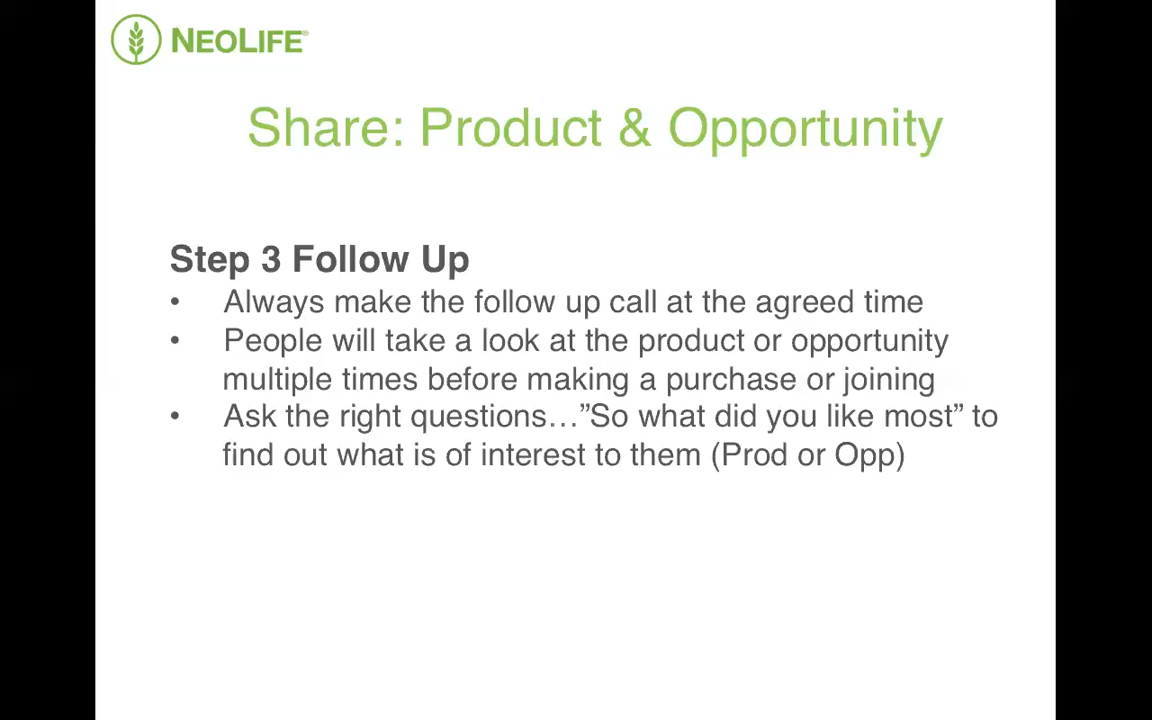 NEOLIFE®
Share: Product & Opportunity
Step 3 Follow Up
• Always make the follow up call at the agreed time
• People will take a look at the product or opportunity
multiple times before making a purchase or joining
• Ask the right questions…”So what did you like most” to
find out what is of interest to them (Prod or Opp)